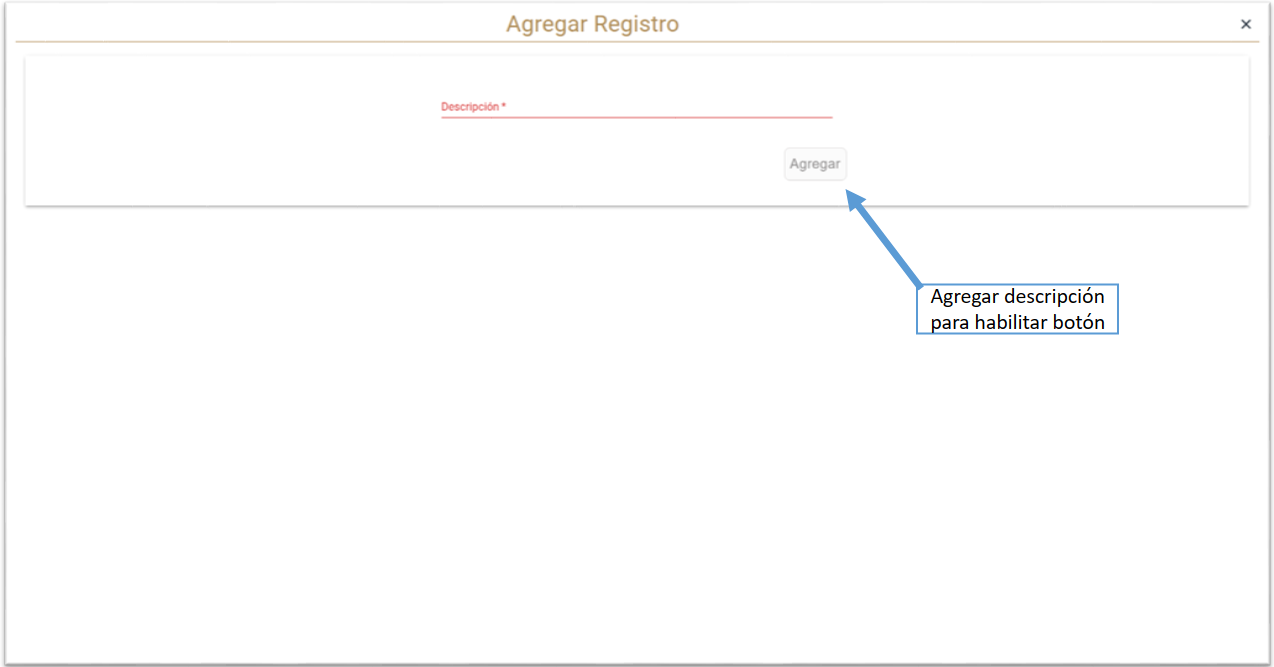 Agregar Registro
×
Descripción *
Agregar
Agregar descripción
para habilitar botón